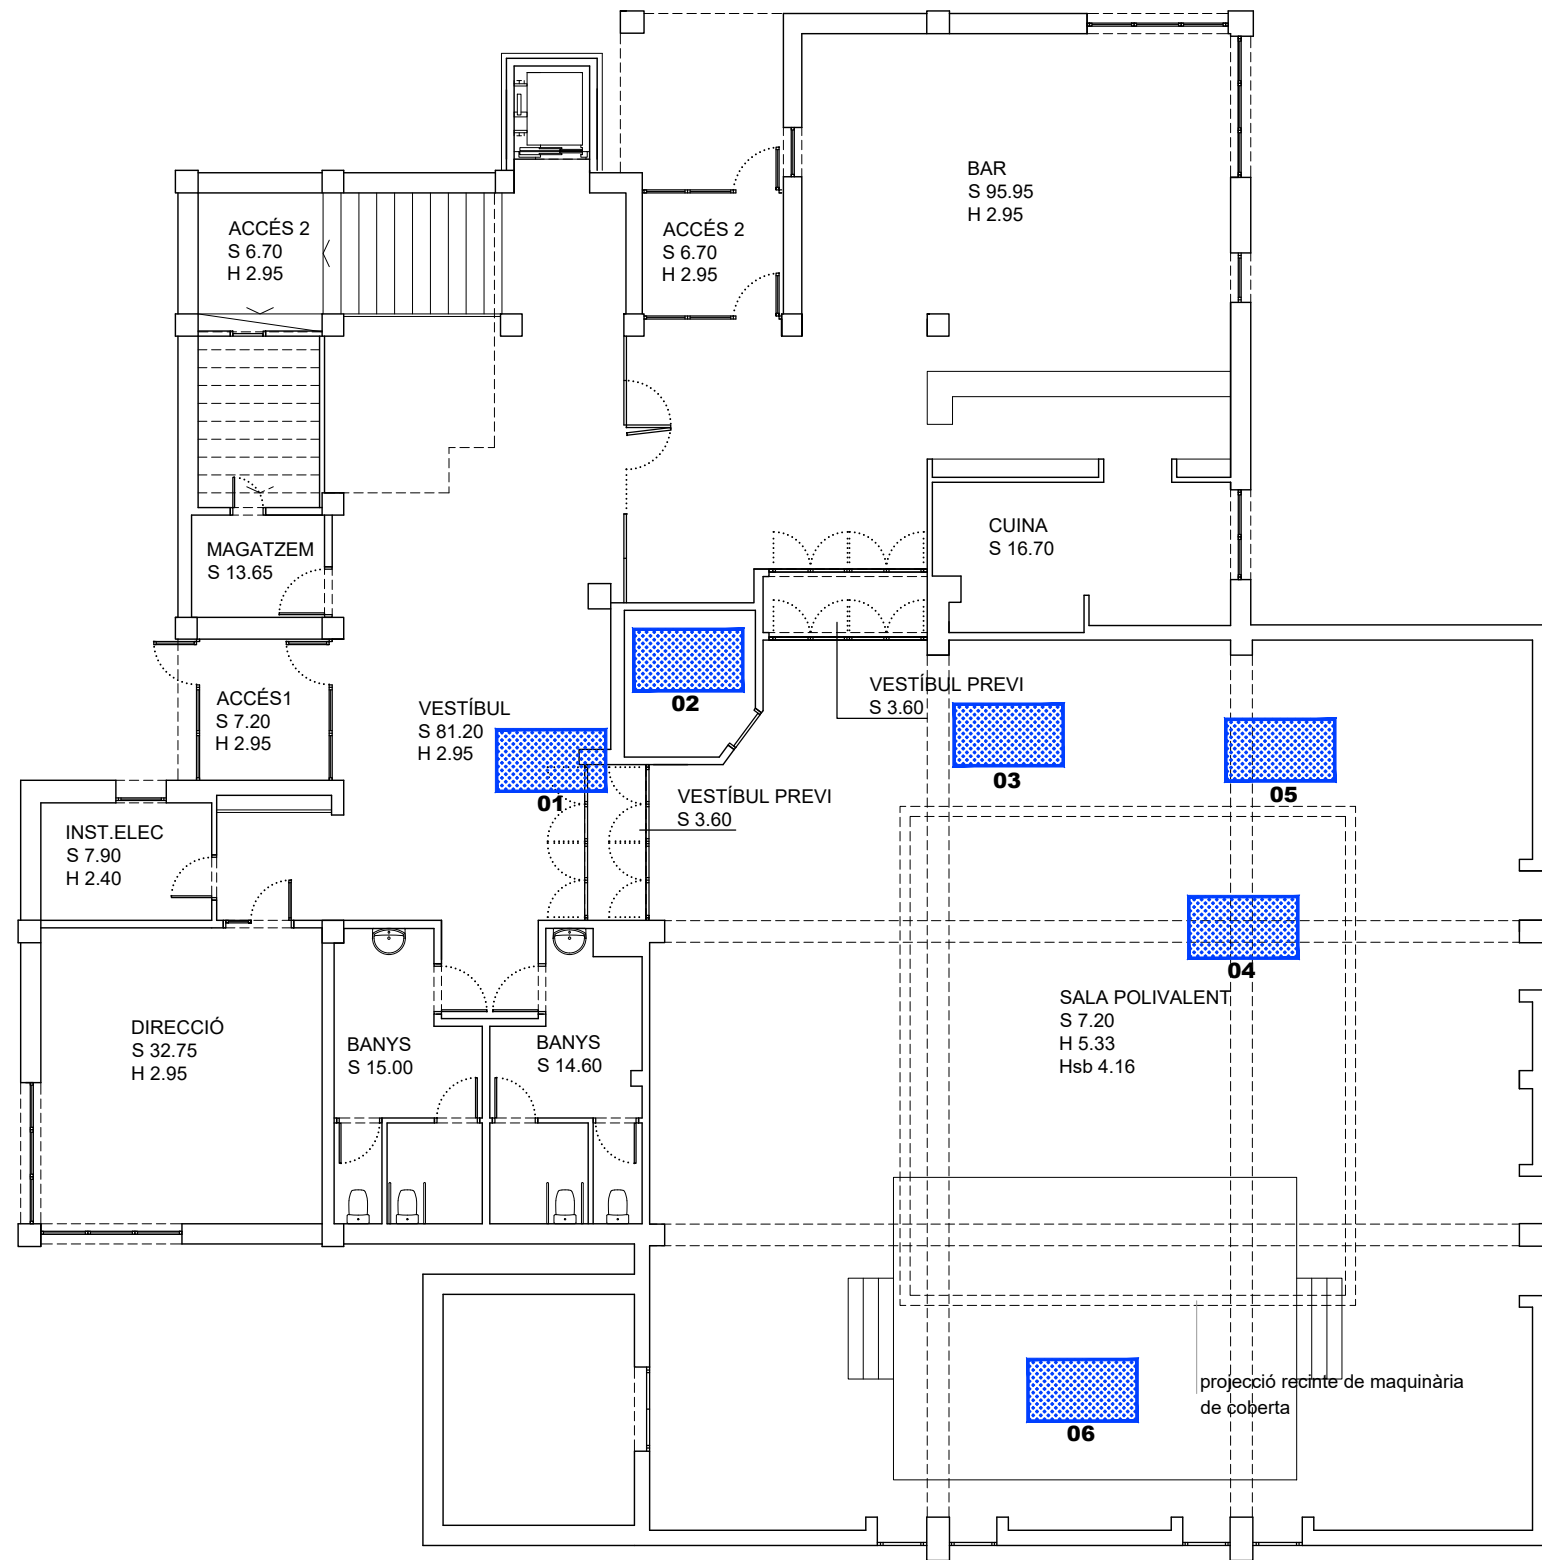 BAR
S 95.95
H 2.95
ACCÉS 2
S 6.70
H 2.95
ACCÉS 2
S 6.70
H 2.95
CUINA
S 16.70
MAGATZEM
S 13.65
ACCÉS1
S 7.20
H 2.95
VESTÍBUL
S 81.20
H 2.95
01
02
VESTÍBUL PREVI
S 3.60
03
05
VESTÍBUL PREVI
S 3.60
INST.ELEC
S 7.90
H 2.40
04
SALA POLIVALENT
S 7.20
H 5.33
Hsb 4.16
DIRECCIÓ
S 32.75
H 2.95
BANYS
S 15.00
BANYS
S 14.60
projecció recinte de maquinària
de coberta
06